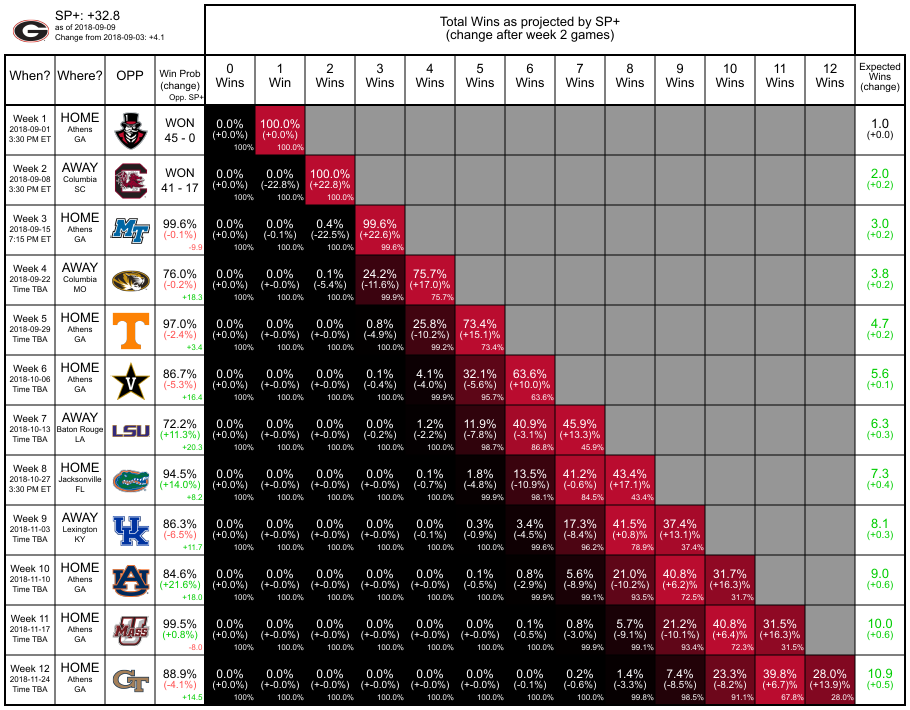 SP+: +32.8
as of 2018-09-09
Change from 2018-09-03: +4.1
Total Wins as projected by SP+
(change after week 2 games)
When? Where? OPP Win Prob (change) Opp. SP+ 0 Wins 1 Win 2 Wins 3 Wins 4 Wins 5 Wins 6 Wins 7 Wins 8 Wins 9 Wins 10 Wins 11 Wins 12 Wins Expected Wins (change)
Week 1 HOME WON 0.0% 100.0% 1.0
2018-09-01 Athens (+0.0%) (+0.0%) (+0.0)
3:30 PM ET GA 45 - 0 100% 100.0%
Week 2 AWAY WON 0.0% 0.0% 100.0% 2.0
2018-09-08 Columbia (+0.0%) (-22.8%) (+22.8)% (+0.2)
3:30 PM ET SC 41 - 17 100% 100.0% 100.0%
Week 3 HOME MT 99.6% 0.0% 0.0% 0.4% 99.6% 3.0
2018-09-15 Athens (-0.1%) (+0.0%) (-0.1%) (-22.5%) (+22.6)% (+0.2)
7:15 PM ET GA -9.9 100% 100.0% 100.0% 99.6%
Week 4 AWAY 76.0% 0.0% 0.0% 0.1% 24.2% 75.7% 3.8
2018-09-22 Columbia (-0.2%) (+0.0%) (-0.0%) (-5.4%) (-11.6%) (+17.0)% (+0.2)
Time TBA MO +18.3 100% 100.0% 100.0% 99.9% 75.7%
Week 5 HOME T 97.0% 0.0% 0.0% 0.0% 0.8% 25.8% 73.4% 4.7
2018-09-29 Athens (-2.4%) (+0.0%) (+-0.0%) (-0.0%) (-4.9%) (-10.2%) (+15.1)% (+0.2)
Time TBA GA +3.4 100% 100.0% 100.0% 100.0% 99.2% 73.4%
Week 6 HOME V 86.7% 0.0% 0.0% 0.0% 0.1% 4.1% 32.1% 63.6% 5.6
2018-10-06 Athens (-5.3%) (+0.0%) (+-0.0%) (+-0.0%) (-0.4%) (-4.0%) (-5.6%) (+10.0)% (+0.1)
Time TBA GA +16.4 100% 100.0% 100.0% 100.0% 99.9% 95.7% 63.6%
Week 7 AWAY LSU 72.2% 0.0% 0.0% 0.0% 0.0% 1.2% 11.9% 40.9% 45.9% 6.3
2018-10-13 Baton Rouge (+11.3%) (+0.0%) (+-0.0%) (+-0.0%) (-0.2%) (-2.2%) (-7.8%) (-3.1%) (+13.3)% (+0.3)
Time TBA LA +20.3 100% 100.0% 100.0% 100.0% 100.0% 98.7% 86.8% 45.9%
Week 8 HOME 94.5% 0.0% 0.0% 0.0% 0.0% 0.1% 1.8% 13.5% 41.2% 43.4% 7.3
2018-10-27 Jacksonville (+14.0%) (+0.0%) (+-0.0%) (+-0.0%) (+-0.0%) (-0.7%) (-4.8%) (-10.9%) (-0.6%) (+17.1)% (+0.4)
3:30 PM ET FL +8.2 100% 100.0% 100.0% 100.0% 100.0% 99.9% 98.1% 84.5% 43.4%
Week 9 AWAY UK 86.3% 0.0% 0.0% 0.0% 0.0% 0.0% 0.3% 3.4% 17.3% 41.5% 37.4% 8.1
2018-11-03 Lexington (-6.5%) (+0.0%) (+-0.0%) (+-0.0%) (+-0.0%) (-0.1%) (-0.9%) (-4.5%) (-8.4%) (+0.8)% (+13.1)% (+0.3)
Time TBA KY +11.7 100% 100.0% 100.0% 100.0% 100.0% 100.0% 99.6% 96.2% 78.9% 37.4%
Week 10 HOME AU 84.6% 0.0% 0.0% 0.0% 0.0% 0.0% 0.1% 0.8% 5.6% 21.0% 40.8% 31.7% 9.0
2018-11-10 Athens (+21.6%) (+0.0%) (+-0.0%) (+-0.0%) (+-0.0%) (+-0.0%) (-0.5%) (-2.9%) (-8.9%) (-10.2%) (+6.2)% (+16.3)% (+0.6)
Time TBA GA +18.0 100% 100.0% 100.0% 100.0% 100.0% 100.0% 99.9% 99.1% 93.5% 72.5% 31.7%
Week 11 HOME UMASS 99.5% 0.0% 0.0% 0.0% 0.0% 0.0% 0.0% 0.1% 0.8% 5.7% 21.2% 40.8% 31.5% 10.0
2018-11-17 Athens (+0.8%) (+0.0%) (+-0.0%) (+-0.0%) (+-0.0%) (+-0.0%) (-0.0%) (-0.5%) (-3.0%) (-9.1%) (-10.1%) (+6.4)% (+16.3)% (+0.6)
Time TBA GA -8.0 100% 100.0% 100.0% 100.0% 100.0% 100.0% 100.0% 99.9% 99.1% 93.4% 72.3% 31.5%
Week 12 HOME GT 88.9% 0.0% 0.0% 0.0% 0.0% 0.0% 0.0% 0.0% 0.2% 1.4% 7.4% 23.3% 39.8% 28.0% 10.9
2018-11-24 Athens (-4.1%) (+0.0%) (+-0.0%) (+-0.0%) (+-0.0%) (+-0.0%) (-0.0%) (-0.1%) (-0.6%) (-3.3%) (-8.5%) (-8.2%) (+6.7)% (+13.9)% (+0.5)
Time TBA GA +14.5 100% 100.0% 100.0% 100.0% 100.0% 100.0% 100.0% 100.0% 99.8% 98.5% 91.1% 67.8% 28.0%